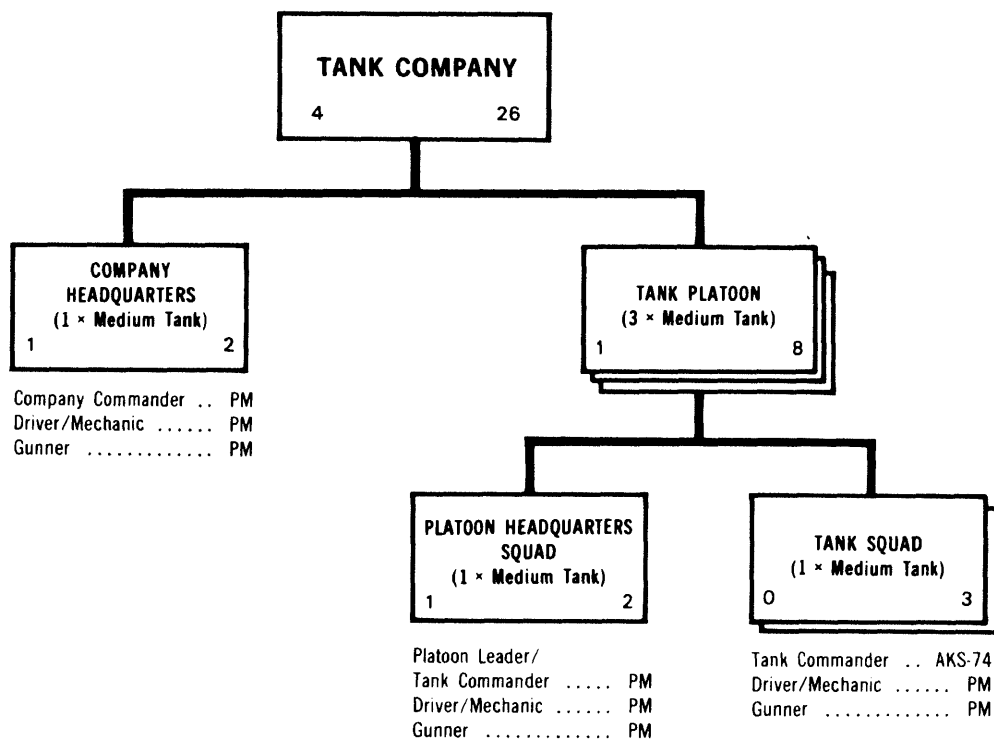 TANK COMPANY
4 26
COMPANY
HEADQUARTERS
(1 × Medium Tank)
1 2
Company Commander .. PM
Driver/Mechanic ...... PM
Gunner ............. PM
TANK PLATOON
(3 × Medium Tank)
1 8
PLATOON HEADQUARTERS
SQUAD
(1 × Medium Tank)
1 2
Platoon Leader/
Tank Commander ..... PM
Driver/Mechanic ...... PM
Gunner ............. PM
TANK SQUAD
(1 × Medium Tank)
0 3
Tank Commander .. AKS-74
Driver/Mechanic ...... PM
Gunner ............. PM